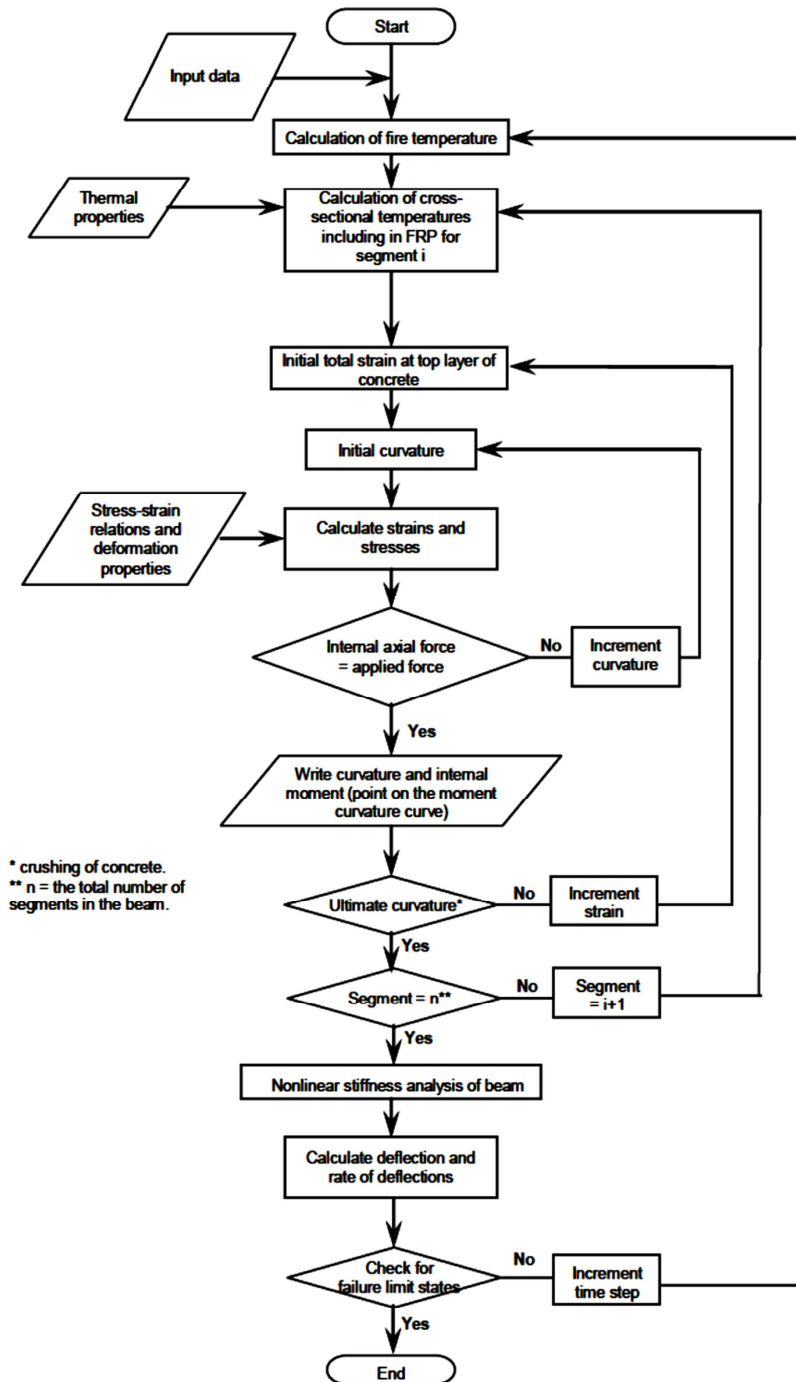 Start
Input data
Calculation of fire temperature
Thermal
properties
Calculation of cross-
sectional temperatures
including in FRP for
segment i
Initial total strain at top layer of
concrete
Initial curvature
Stress-strain
relations and
deformation
properties
Calculate strains and
stresses
Internal axial force
= applied force
No
Increment
curvature
Yes
Write curvature and internal
moment (point on the moment
curvature curve)
* crushing of concrete.
** n = the total number of
segments in the beam.
Ultimate curvature*
No
Increment
strain
Yes
Segment = n**
No
Segment
= i+1
Yes
Nonlinear stiffness analysis of beam
Calculate deflection and
rate of deflections
Check for
failure limit states
No
Increment
time step
Yes
End